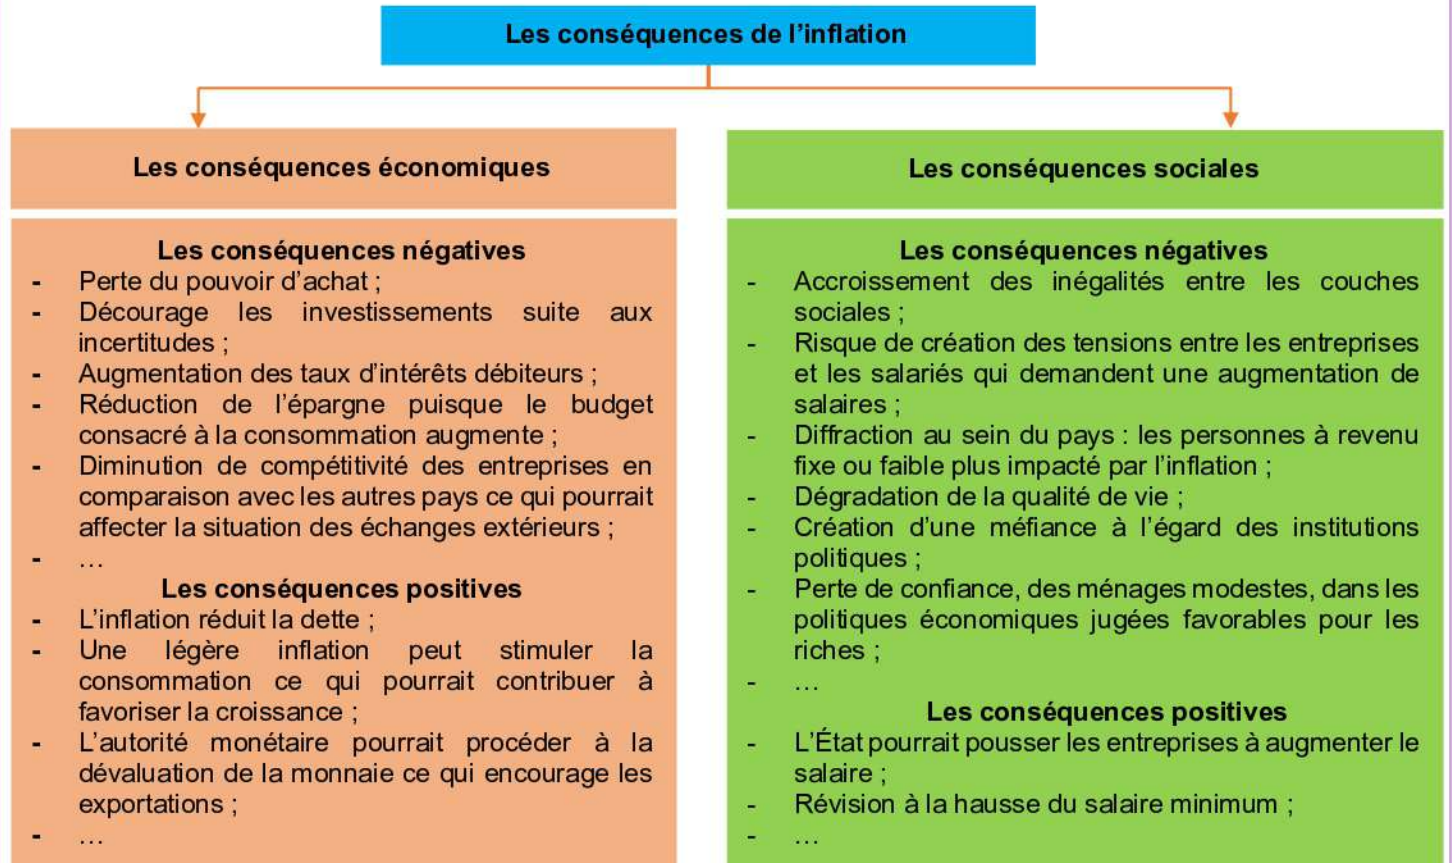 Les conséquences de l'inflation
Les conséquences économiques
Les conséquences négatives
- Perte du pouvoir d'achat ;
- Décourage les investissements suite aux
incertitudes ;
- Augmentation des taux d'intérêts débiteurs ;
- Réduction de l'épargne puisque le budget
consacré à la consommation augmente ;
- Diminution de compétitivité des entreprises en
comparaison avec les autres pays ce qui pourrait
affecter la situation des échanges extérieurs ;
- …
Les conséquences positives
- L'inflation réduit la dette ;
- Une légère inflation peut stimuler la
consommation ce qui pourrait contribuer à
favoriser la croissance ;
- L'autorité monétaire pourrait procéder à la
dévaluation de la monnaie ce qui encourage les
exportations ;
- …
Les conséquences sociales
Les conséquences négatives
- Accroissement des inégalités entre les couches
sociales ;
- Risque de création des tensions entre les entreprises
et les salariés qui demandent une augmentation de
salaires ;
- Diffraction au sein du pays : les personnes à revenu
fixe ou faible plus impacté par l'inflation ;
- Dégradation de la qualité de vie ;
- Création d'une méfiance à l'égard des institutions
politiques ;
- Perte de confiance, des ménages modestes, dans les
politiques économiques jugées favorables pour les
riches ;
- …
Les conséquences positives
- L'État pourrait pousser les entreprises à augmenter le
salaire ;
- Révision à la hausse du salaire minimum ;
- …